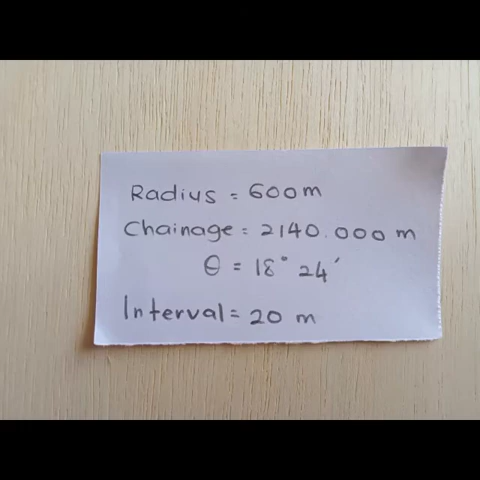 Radius = 600m
Chainage = 2140.000 m
θ = 18° 24′
Interval = 20 m